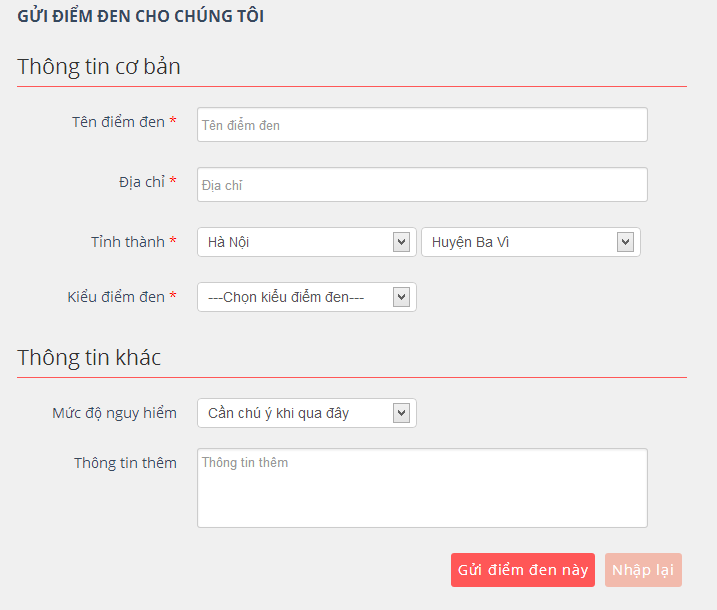 GỬI ĐIỂM ĐEN CHO CHÚNG TÔI
Thông tin cơ bản
Tên điểm đen * Tên điểm đen
Địa chỉ * Địa chỉ
Tỉnh thành * Hà Nội Huyện Ba Vì
Kiểu điểm đen * ---Chọn kiểu điểm đen---
Thông tin khác
Mức độ nguy hiểm Cần chú ý khi qua đây
Thông tin thêm Thông tin thêm
Gửi điểm đen này Nhập lại